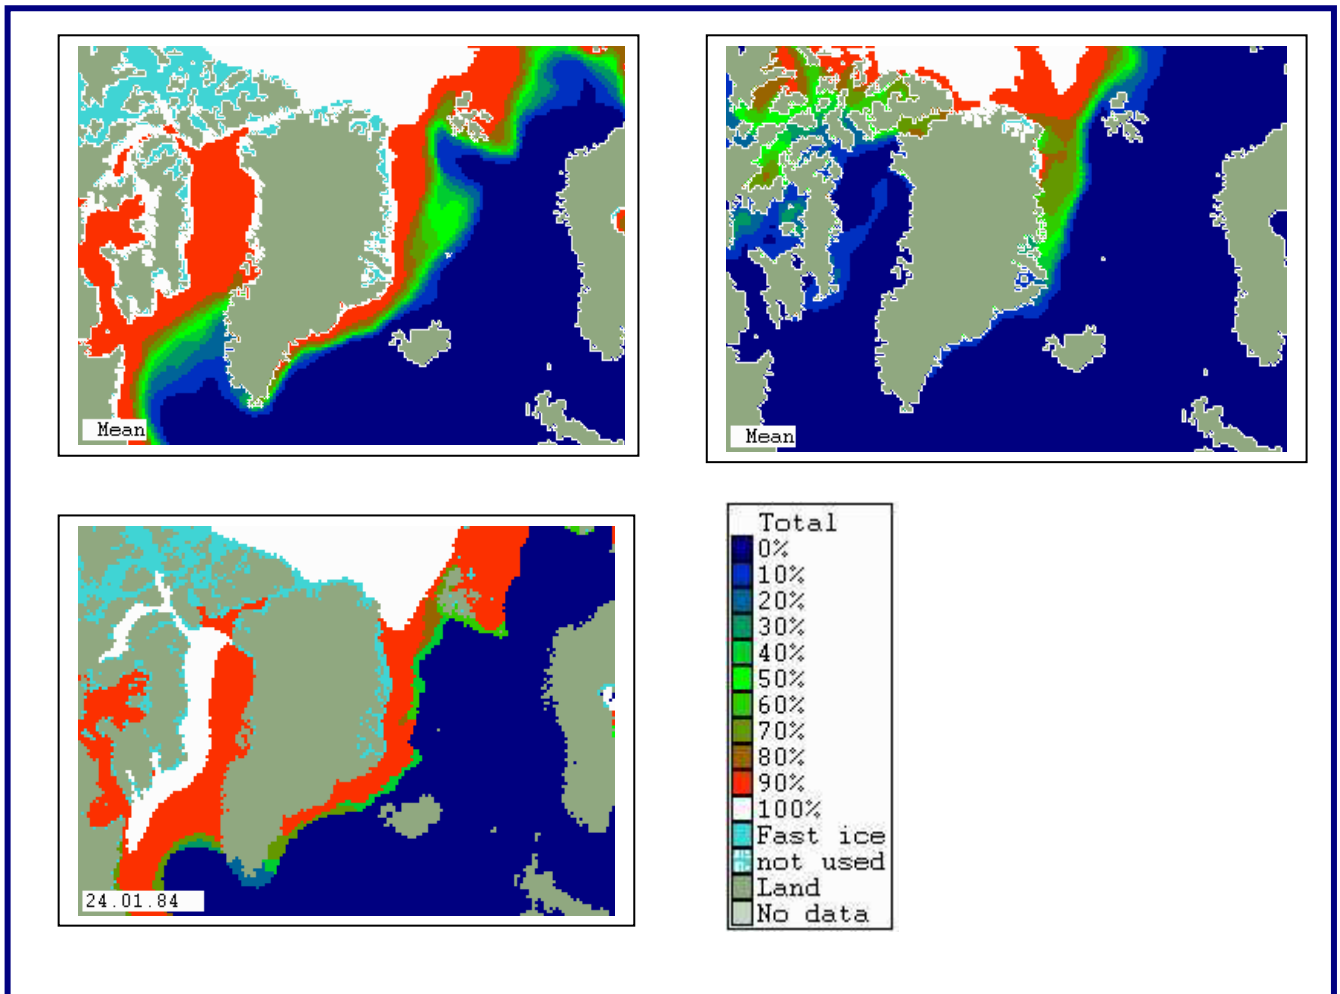 Mean
Mean
24.01.84
Total
0%
10%
20%
30%
40%
50%
60%
70%
80%
90%
100%
Fast ice
not used
Land
No data